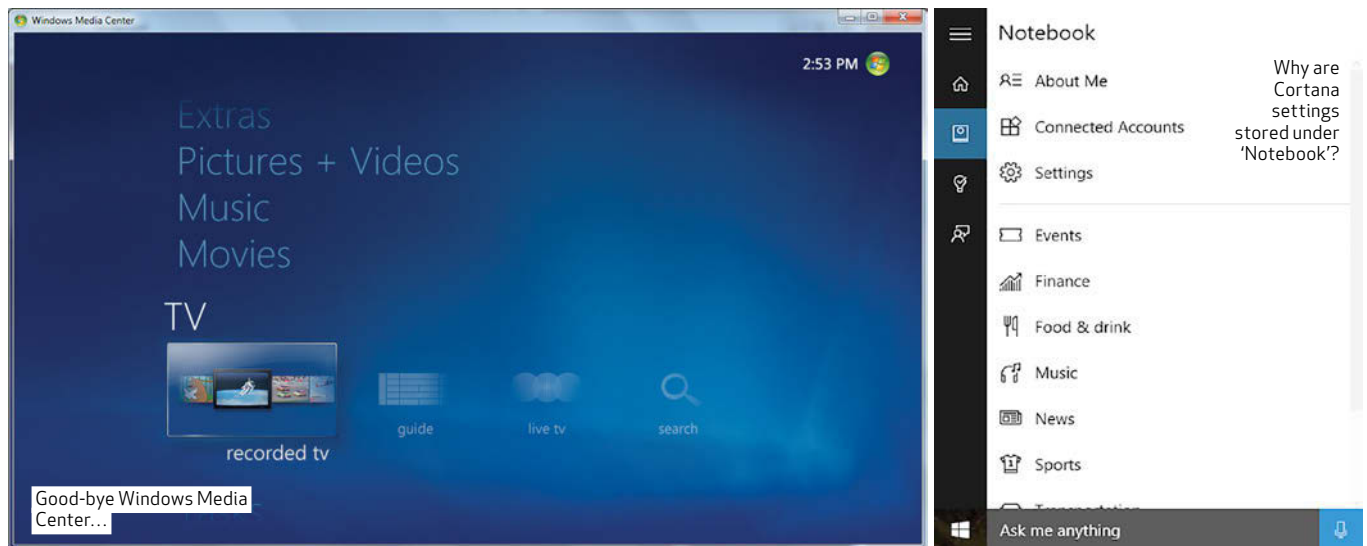 Windows Media Center
2:53 PM
Extras
Pictures + Videos
Music
Movies
TV
guide
live tv
search
recorded tv
Good-bye Windows Media
Center…
Notebook
About Me
Connected Accounts
Settings
Why are
Cortana
settings
stored under
‘Notebook’?
Events
Finance
Food & drink
Music
News
1
Sports
Transportation
Ask me anything